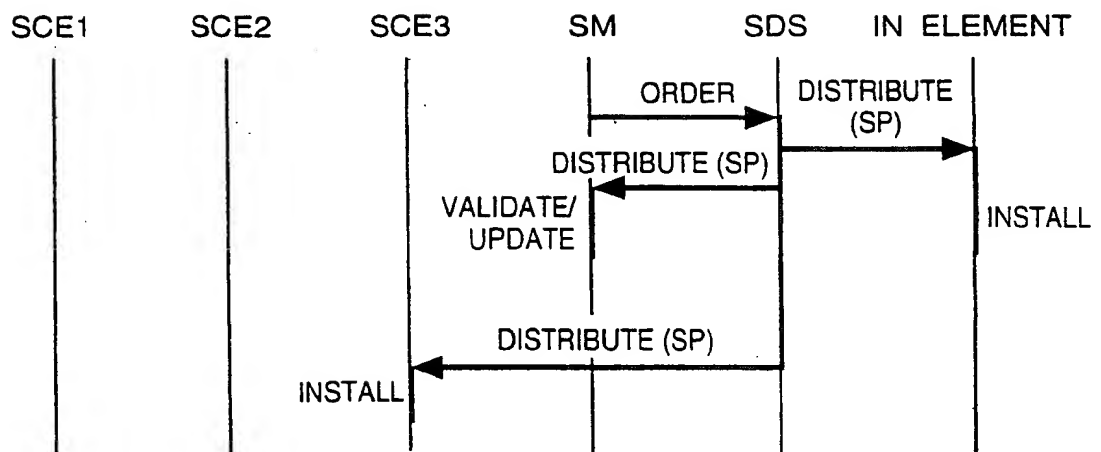 SCE1 SCE2 SCE3 SM SDS IN ELEMENT
ORDER
DISTRIBUTE
(SP)
DISTRIBUTE (SP)
VALIDATE/
UPDATE
INSTALL
DISTRIBUTE (SP)
INSTALL